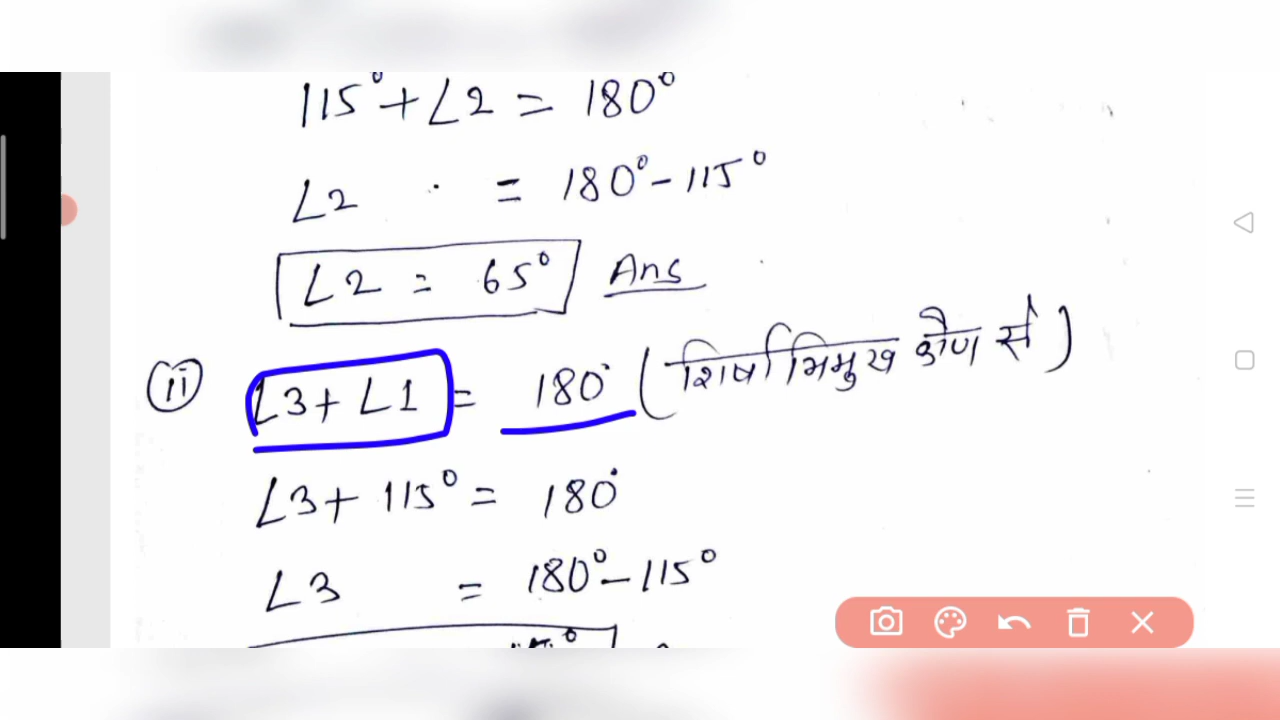 115° + ∠2 = 180°
∠2 = 180° - 115°
∠2 = 65° Ans
(ii) ∠3 + ∠1 = 180° (शिर्षाभिमुख कोण से)
∠3 + 115° = 180°
∠3 = 180° - 115°